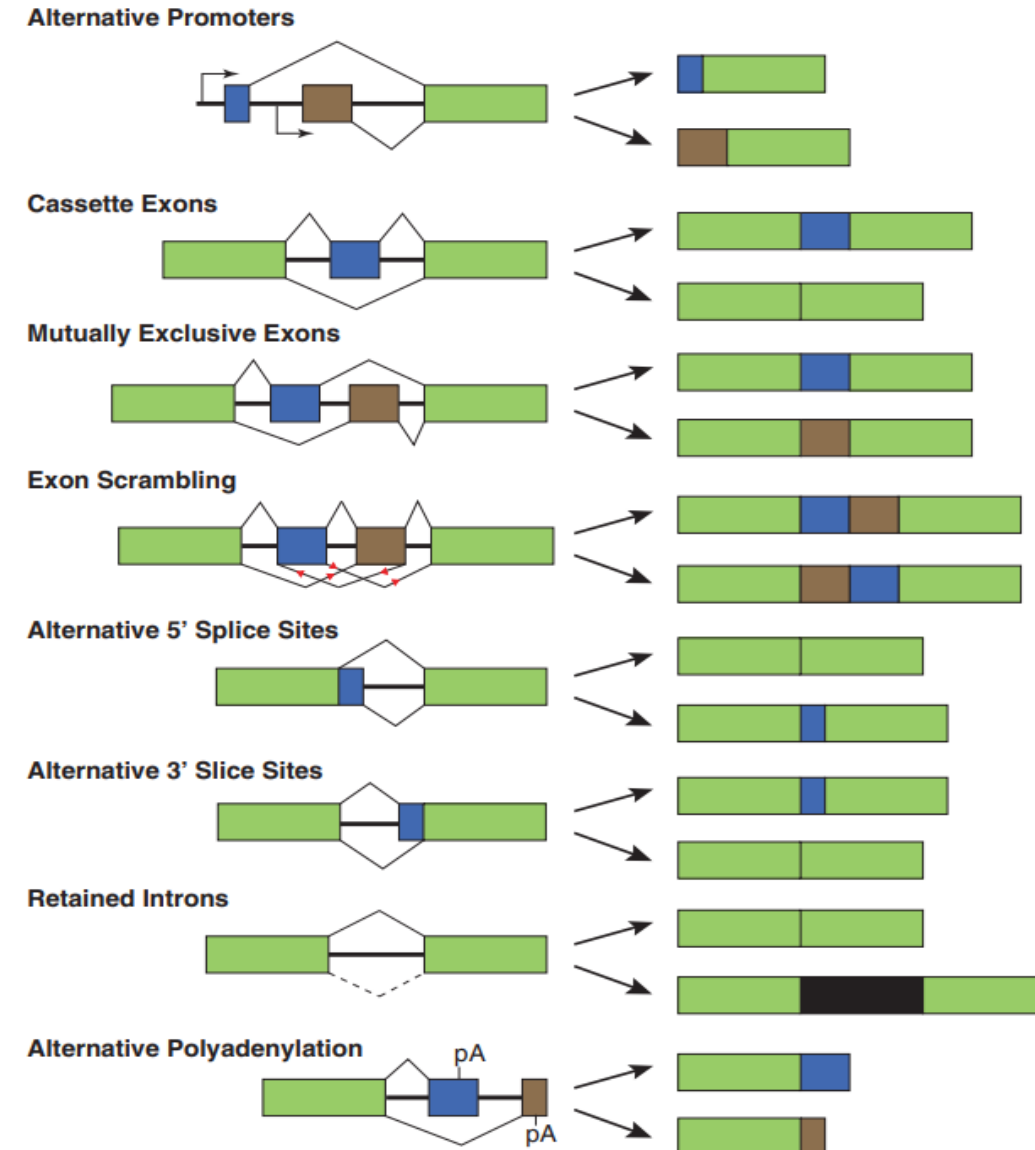 Alternative Promoters
Cassette Exons
Mutually Exclusive Exons
Exon Scrambling
Alternative 5' Splice Sites
Alternative 3' Slice Sites
Retained Introns
Alternative Polyadenylation
pA
pA